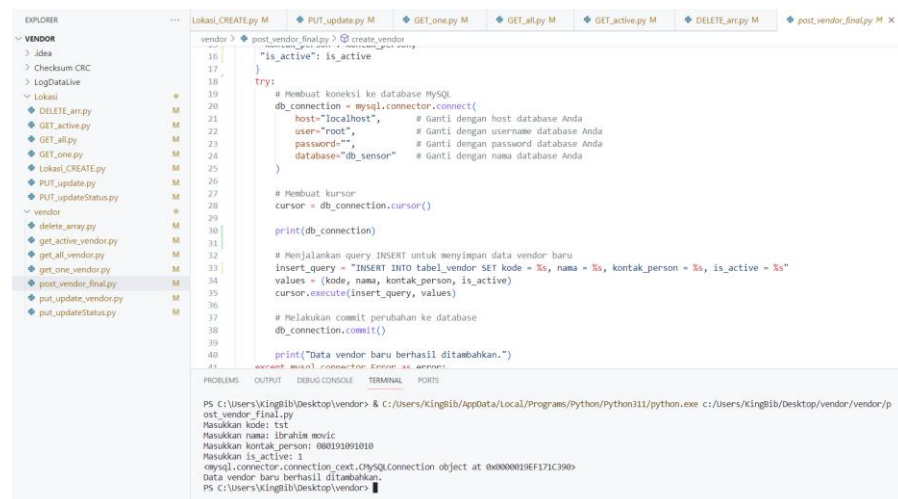 EXPLORER
VENDOR
.idea
Checksum CRC
LogDataLive
Lokasi
DELETE_arr.py M
GET_active.py M
GET_all.py M
GET_one.py M
Lokasi_CREATE.py M
PUT_update.py M
PUT_updateStatus.py M
vendor
delete_array.py M
get_active_vendor.py M
get_all_vendor.py M
get_one_vendor.py M
post_vendor_final.py M
put_update_vendor.py M
put_updateStatus.py M
Lokasi_CREATE.py M PUT_update.py M GET_one.py M GET_all.py M GET_active.py M DELETE_arr.py M post_vendor_final.py M
vendor > post_vendor_final.py > create_vendor
15 "kontak_person": kontak_person,
16 "is_active": is_active
17 }
18 try:
19 # Membuat koneksi ke database MySQL
20 db_connection = mysql.connector.connect(
21 host="localhost", # Ganti dengan host database Anda
22 user="root", # Ganti dengan username database Anda
23 password="", # Ganti dengan password database Anda
24 database="db_sensor" # Ganti dengan nama database Anda
25 )
26
27 # Membuat kursor
28 cursor = db_connection.cursor()
29
30 print(db_connection)
31
32 # Menjalankan query INSERT untuk menyimpan data vendor baru
33 insert_query = "INSERT INTO tabel_vendor SET kode = %s, nama = %s, kontak_person = %s, is_active = %s"
34 values = (kode, nama, kontak_person, is_active)
35 cursor.execute(insert_query, values)
36
37 # Melakukan commit perubahan ke database
38 db_connection.commit()
39
40 print("Data vendor baru berhasil ditambahkan.")
41 except mysql.connector.Error as error:
PROBLEMS OUTPUT DEBUG CONSOLE TERMINAL PORTS
PS C:\Users\KingBib\Desktop\vendor> & C:/Users/KingBib/AppData/Local/Programs/Python/Python311/python.exe c:/Users/KingBib/Desktop/vendor/vendor/p
ost_vendor_final.py
Masukkan kode: tst
Masukkan nama: ibrahim movic
Masukkan kontak_person: 080191091010
Masukkan is_active: 1
<mysql.connector.connection_cext.CMySQLConnection object at 0x0000019EF171C390>
Data vendor baru berhasil ditambahkan.
PS C:\Users\KingBib\Desktop\vendor>